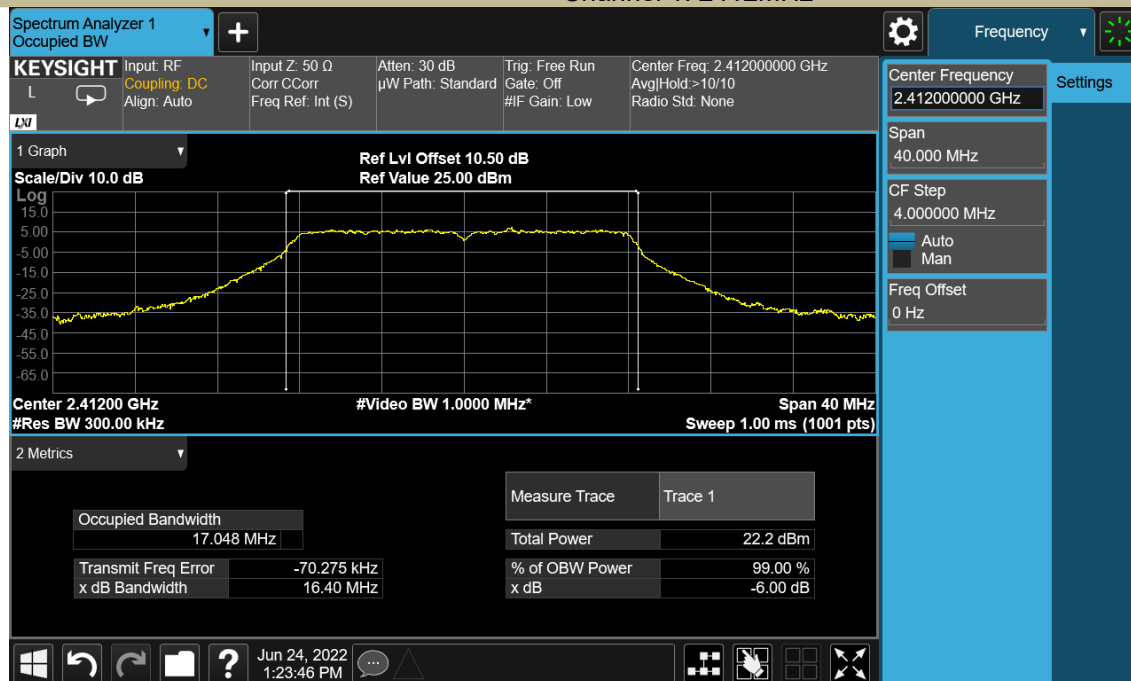 Spectrum Analyzer 1
Occupied BW
+
Frequency
KEYSIGHT
L
LXI
Input: RF
Coupling: DC
Align: Auto
Input Z: 50 Ω
Corr CCorr
Freq Ref: Int (S)
Atten: 30 dB
µW Path: Standard
Trig: Free Run
Gate: Off
#IF Gain: Low
Center Freq: 2.412000000 GHz
Avg|Hold:>10/10
Radio Std: None
Center Frequency
2.412000000 GHz
Settings
Span
40.000 MHz
CF Step
4.000000 MHz
Auto
Man
Freq Offset
0 Hz
1 Graph
Scale/Div 10.0 dB
Ref Lvl Offset 10.50 dB
Ref Value 25.00 dBm
Log
15.0
5.00
-5.00
-15.0
-25.0
-35.0
-45.0
-55.0
-65.0
Center 2.41200 GHz
#Video BW 1.0000 MHz*
Span 40 MHz
#Res BW 300.00 kHz
Sweep 1.00 ms (1001 pts)
2 Metrics
Measure Trace Trace 1
Occupied Bandwidth
17.048 MHz
Total Power 22.2 dBm
Transmit Freq Error -70.275 kHz
% of OBW Power 99.00 %
x dB Bandwidth 16.40 MHz
x dB -6.00 dB
?
Jun 24, 2022
1:23:46 PM